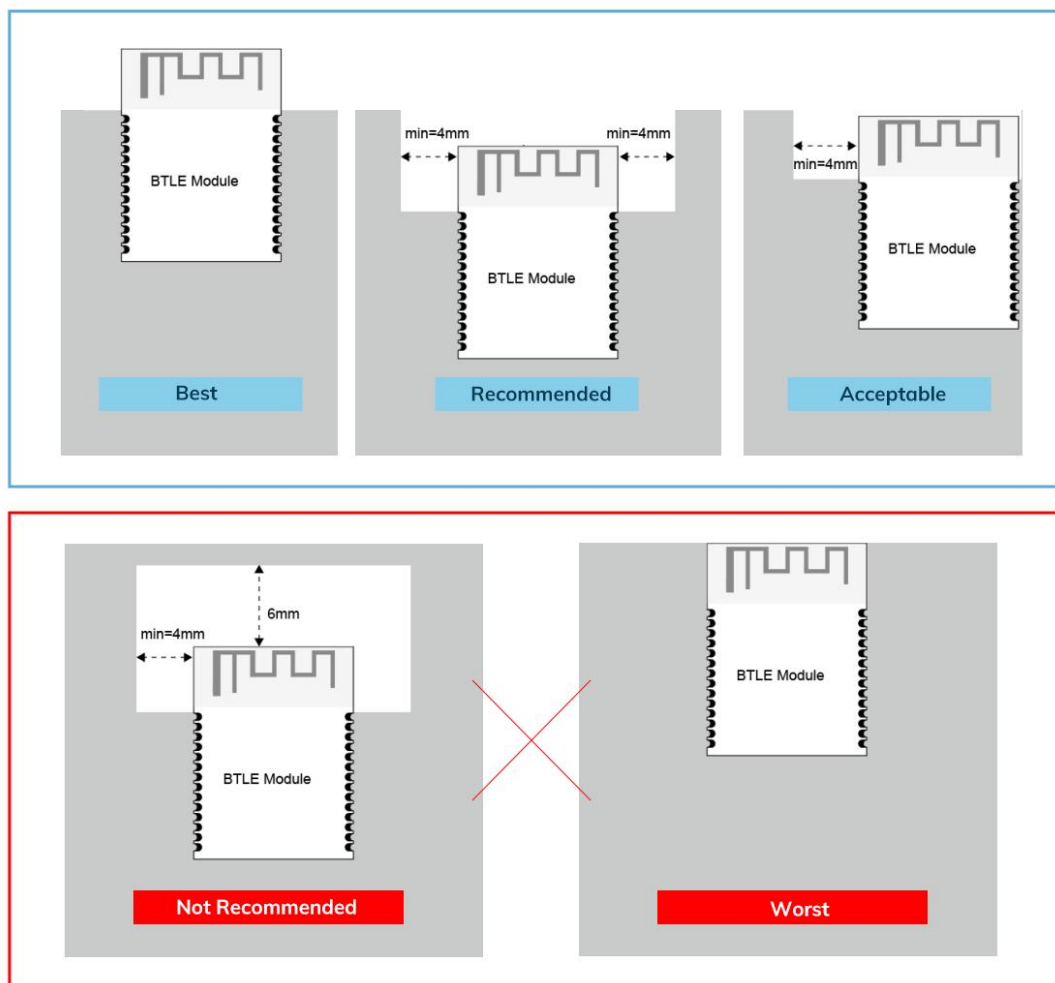 BTLE Module
Best
min=4mm
min=4mm
BTLE Module
Recommended
min=4mm
BTLE Module
Acceptable
6mm
min=4mm
BTLE Module
Not Recommended
BTLE Module
Worst